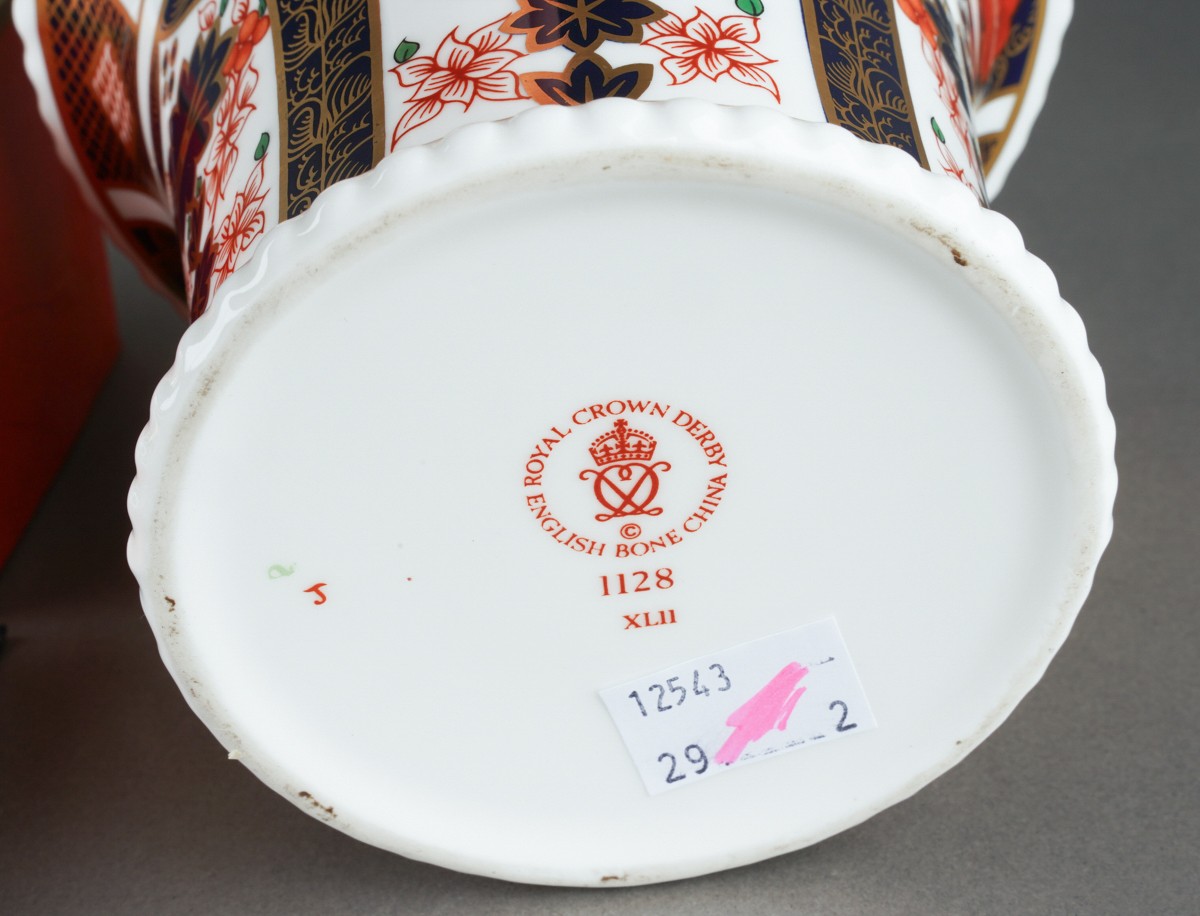 ROYAL CROWN DERBY
ENGLISH BONE CHINA
©
1128
XLII
J
12543
29
2